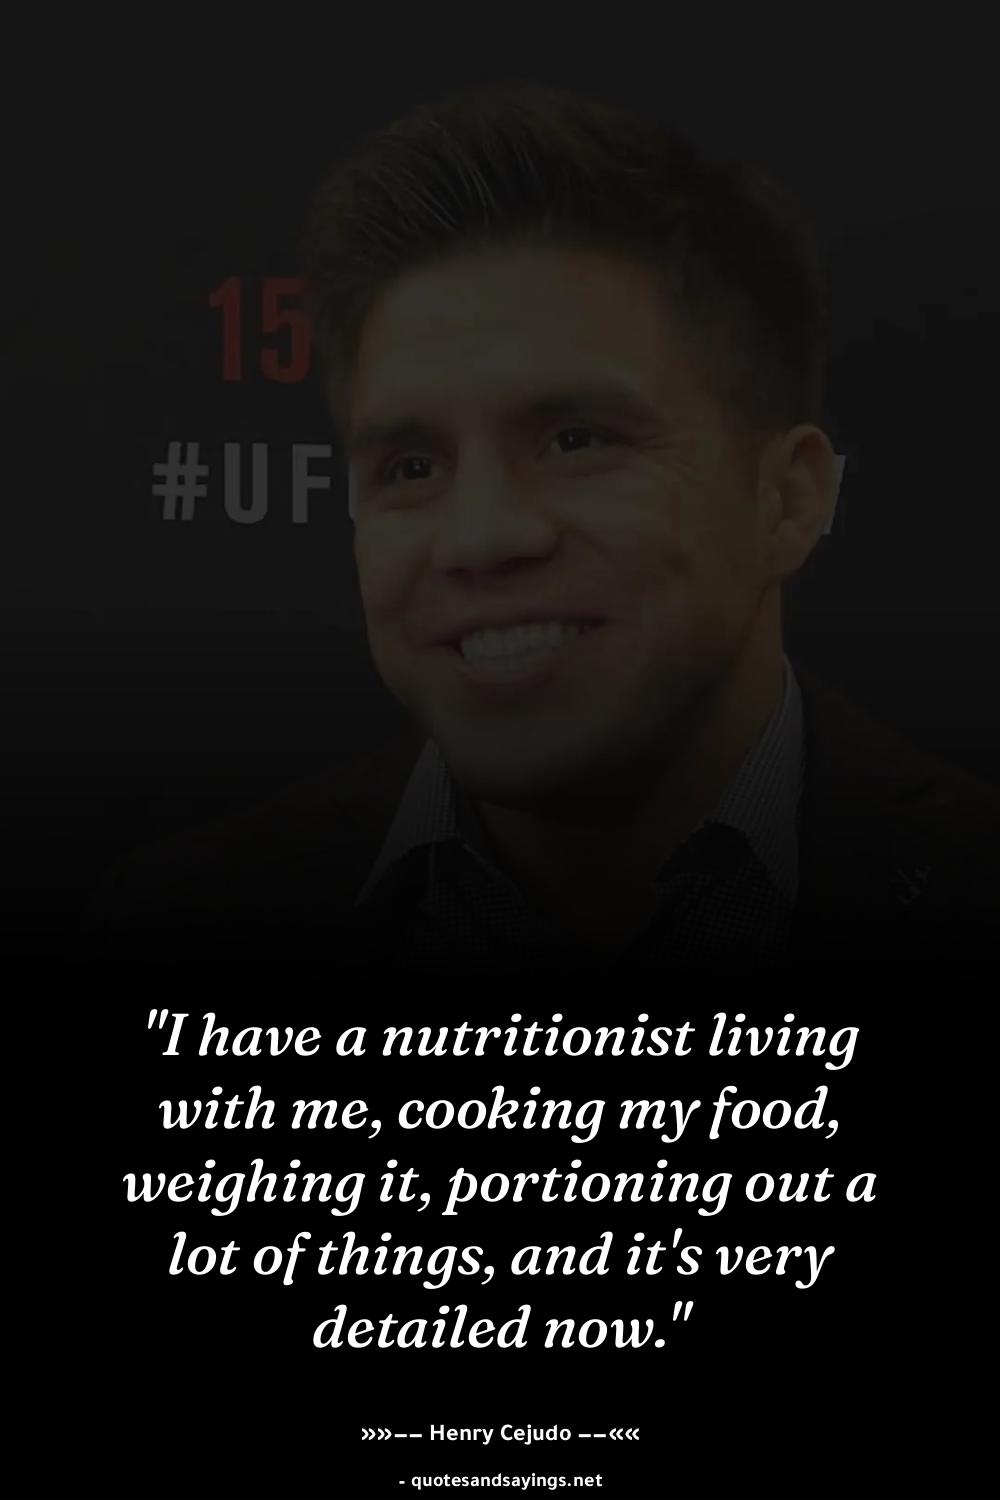 15
#UF
"I have a nutritionist living
with me, cooking my food,
weighing it, portioning out a
lot of things, and it's very
detailed now."
»»–– Henry Cejudo ––««
- quotesandsayings.net